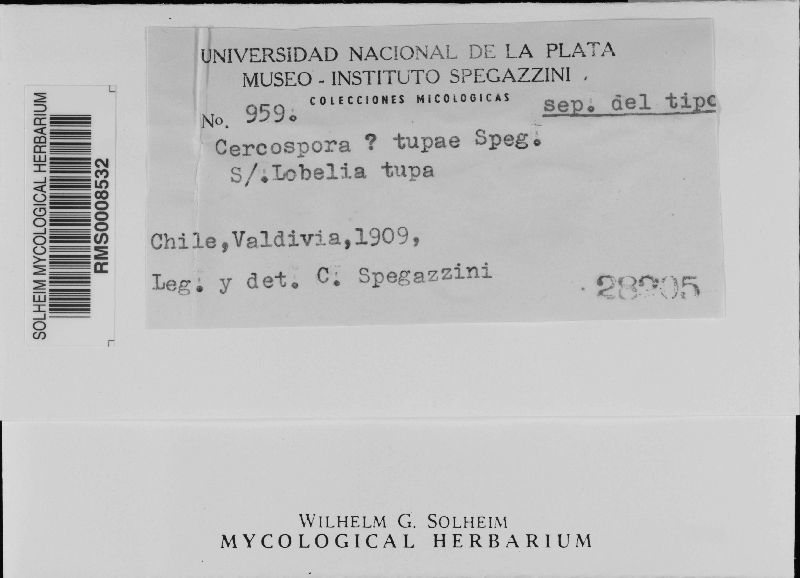 UNIVERSIDAD NACIONAL DE LA PLATA
MUSEO - INSTITUTO SPEGAZZINI
COLECCIONES MICOLOGICAS
No. 959. sep. del tipo
Cercospora ? tupae Speg.
S/.Lobelia tupa
Chile,Valdivia,1909,
Leg. y det. C. Spegazzini
SOLHEIM MYCOLOGICAL HERBARIUM
RMS0008532
WILHELM G. SOLHEIM
MYCOLOGICAL HERBARIUM